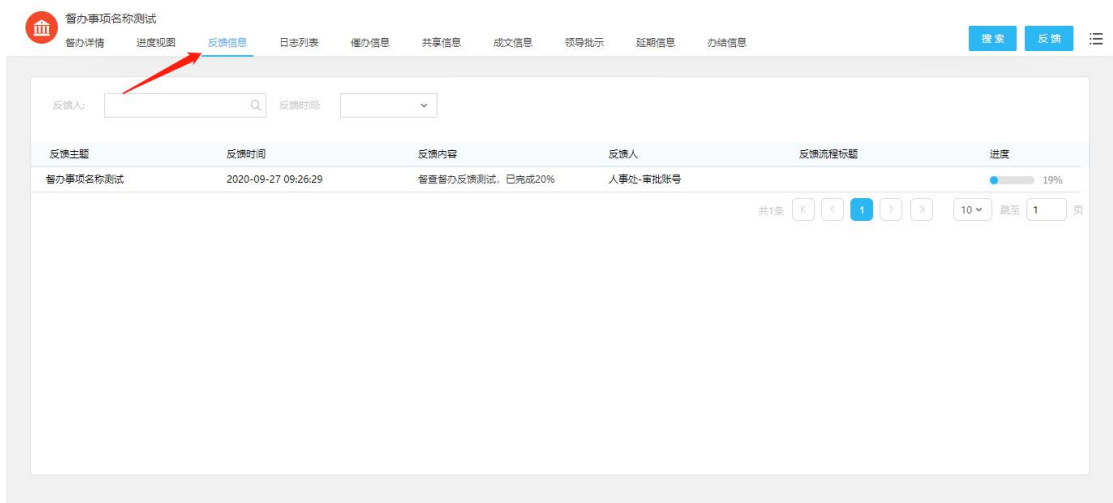 督办事项名称测试
督办详情 进度视图 反馈信息 日志列表 催办信息 共享信息 成文信息 领导批示 延期信息 办结信息 搜索 反馈
反馈人: 反馈时间:
反馈主题 反馈时间 反馈内容 反馈人 反馈流程标题 进度
督办事项名称测试 2020-09-27 09:26:29 督查督办反馈测试，已完成20% 人事处-审批账号 19%
共1条 1 10 跳至 1 页